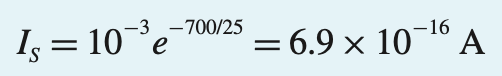 I_S = 10^{-3}e^{-700/25} = 6.9 × 10^{-16} A